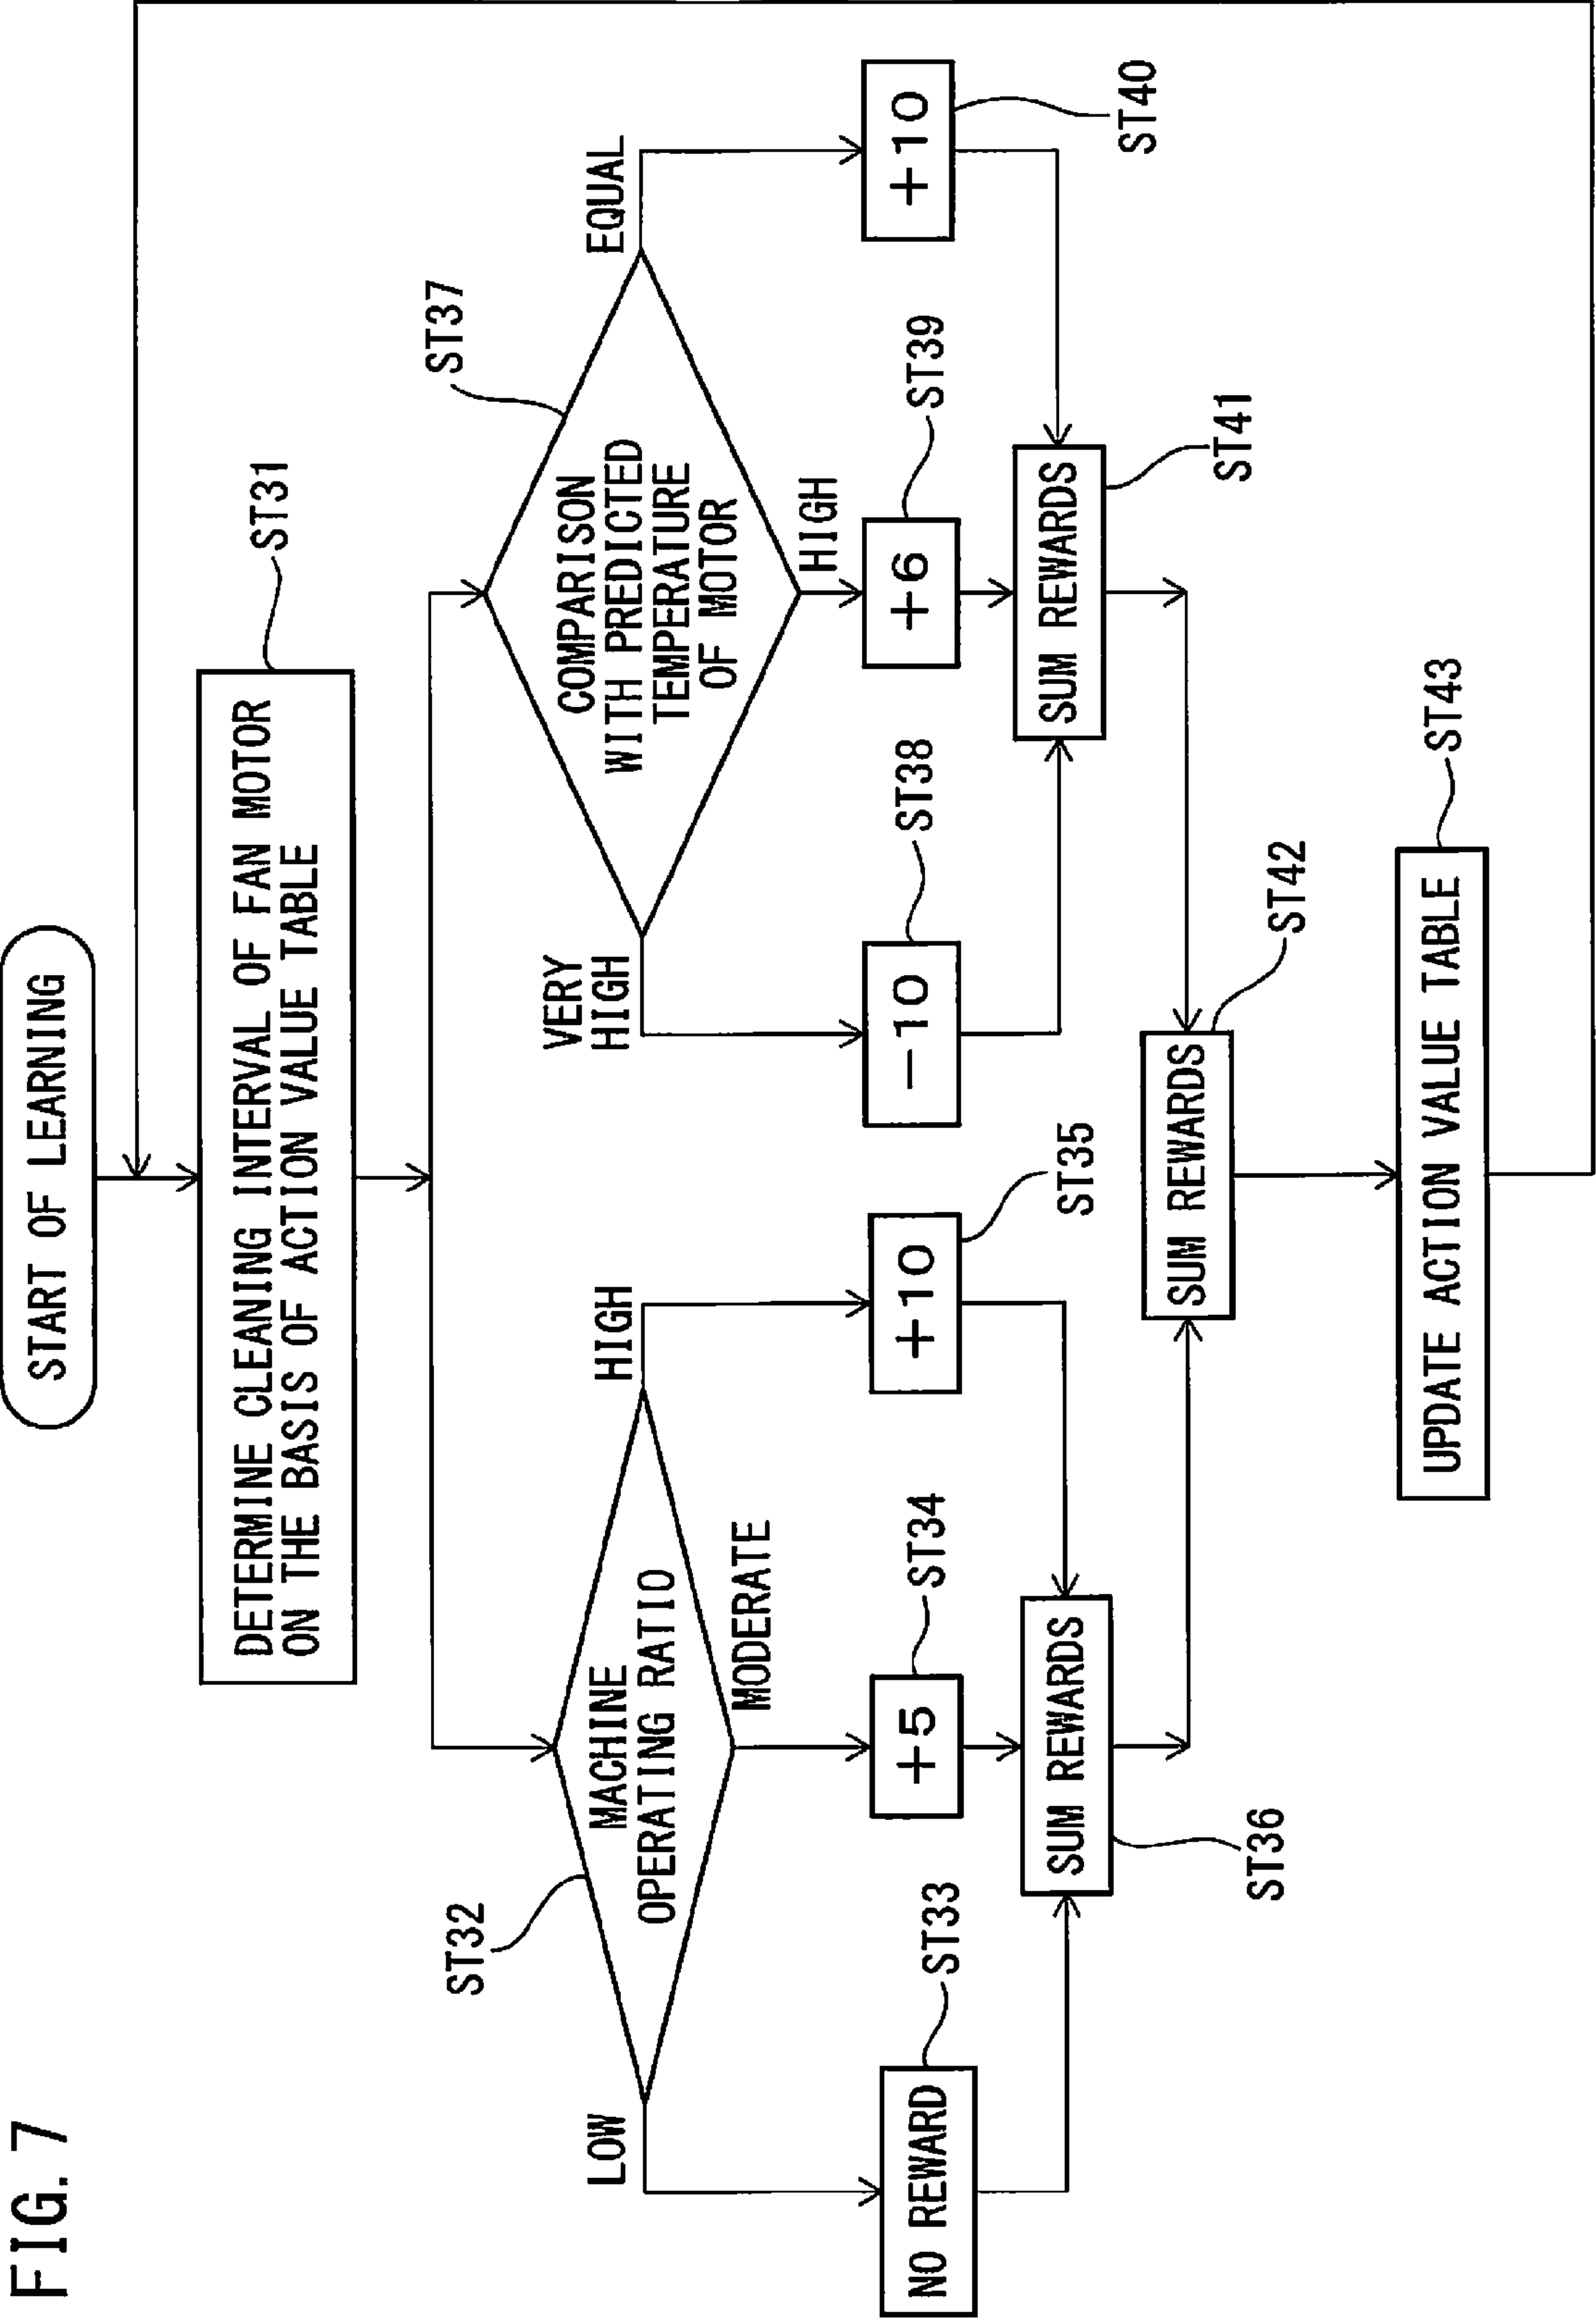 FIG. 7
START OF LEARNING
DETERMINE CLEANING INTERVAL OF FAN MOTOR
ON THE BASIS OF ACTION VALUE TABLE
ST31
ST32
MACHINE
OPERATING RATIO
LOW
MODERATE
HIGH
NO REWARD
ST33
+5
ST34
+10
ST35
SUM REWARDS
ST36
ST37
COMPARISON
WITH PREDICTED
TEMPERATURE
OF MOTOR
VERY
HIGH
HIGH
EQUAL
-10
ST38
+6
ST39
+10
ST40
SUM REWARDS
ST41
SUM REWARDS
ST42
UPDATE ACTION VALUE TABLE
ST43